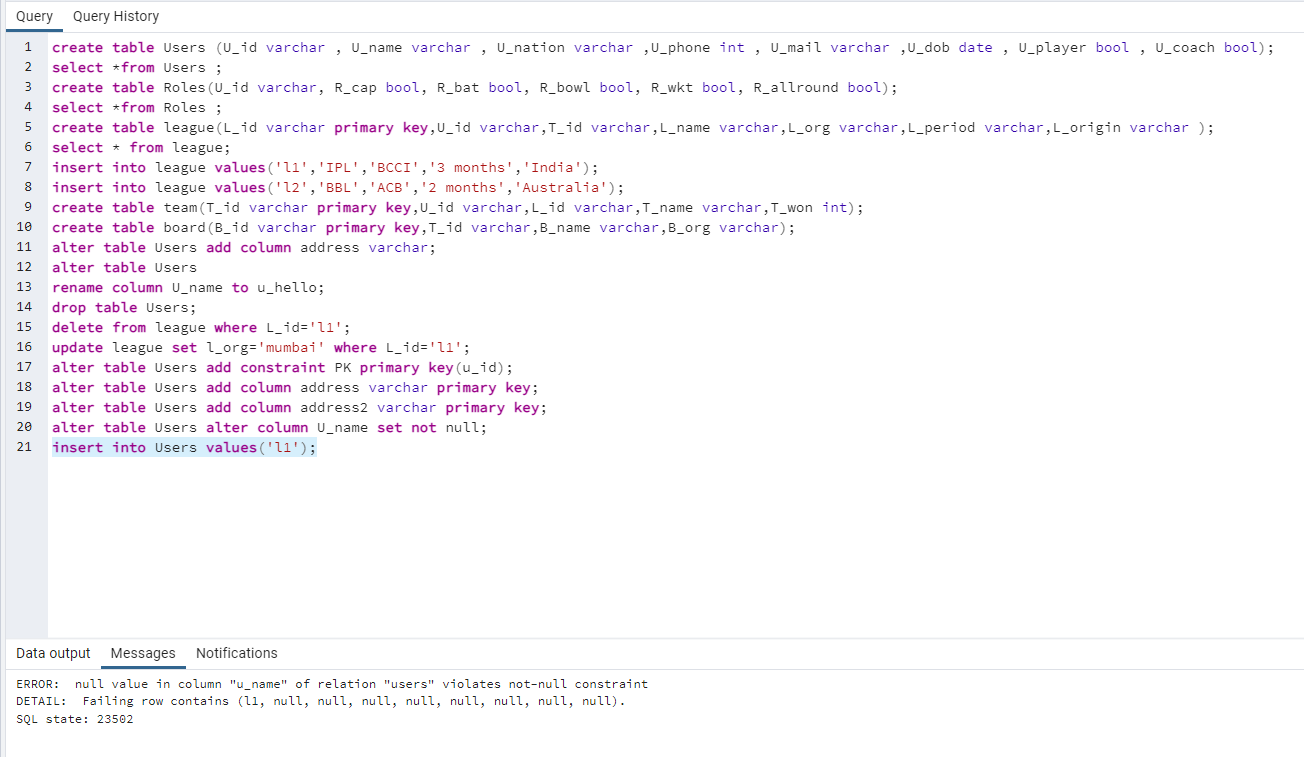 Query Query History
1 create table Users (U_id varchar , U_name varchar , U_nation varchar ,U_phone int , U_mail varchar ,U_dob date , U_player bool , U_coach bool);
2 select *from Users ;
3 create table Roles(U_id varchar, R_cap bool, R_bat bool, R_bowl bool, R_wkt bool, R_allround bool);
4 select *from Roles ;
5 create table league(L_id varchar primary key,U_id varchar,T_id varchar,L_name varchar,L_org varchar,L_period varchar,L_origin varchar );
6 select * from league;
7 insert into league values('l1','IPL','BCCI','3 months','India');
8 insert into league values('l2','BBL','ACB','2 months','Australia');
9 create table team(T_id varchar primary key,U_id varchar,L_id varchar,T_name varchar,T_won int);
10 create table board(B_id varchar primary key,T_id varchar,B_name varchar,B_org varchar);
11 alter table Users add column address varchar;
12 alter table Users
13 rename column U_name to u_hello;
14 drop table Users;
15 delete from league where L_id='l1';
16 update league set l_org='mumbai' where L_id='l1';
17 alter table Users add constraint PK primary key(u_id);
18 alter table Users add column address varchar primary key;
19 alter table Users add column address2 varchar primary key;
20 alter table Users alter column U_name set not null;
21 insert into Users values('l1');
Data output Messages Notifications
ERROR:  null value in column "u_name" of relation "users" violates not-null constraint
DETAIL:  Failing row contains (l1, null, null, null, null, null, null, null, null).
SQL state: 23502